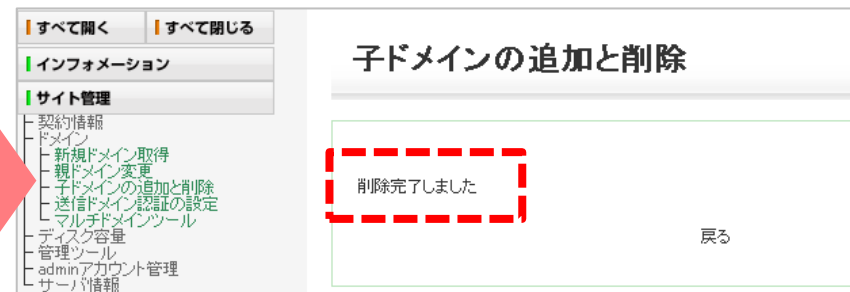 すべて開く
すべて閉じる
インフォメーション
サイト管理
契約情報
ドメイン
新規ドメイン取得
親ドメイン変更
子ドメインの追加と削除
送信ドメイン認証の設定
マルチドメインツール
ディスク容量
管理ツール
adminアカウント管理
サーバ情報
子ドメインの追加と削除
削除完了しました
戻る